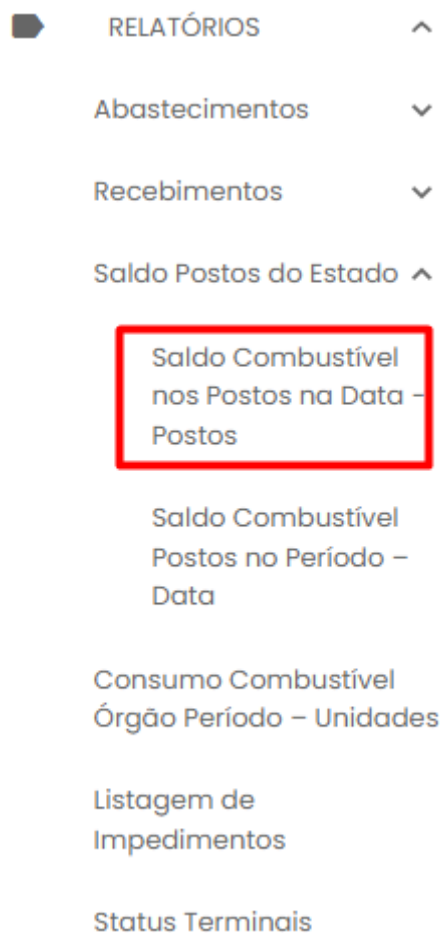 RELATÓRIOS
Abastecimentos
Recebimentos
Saldo Postos do Estado
Saldo Combustível
nos Postos na Data -
Postos
Saldo Combustível
Postos no Período –
Data
Consumo Combustível
Órgão Período – Unidades
Listagem de
Impedimentos
Status Terminais